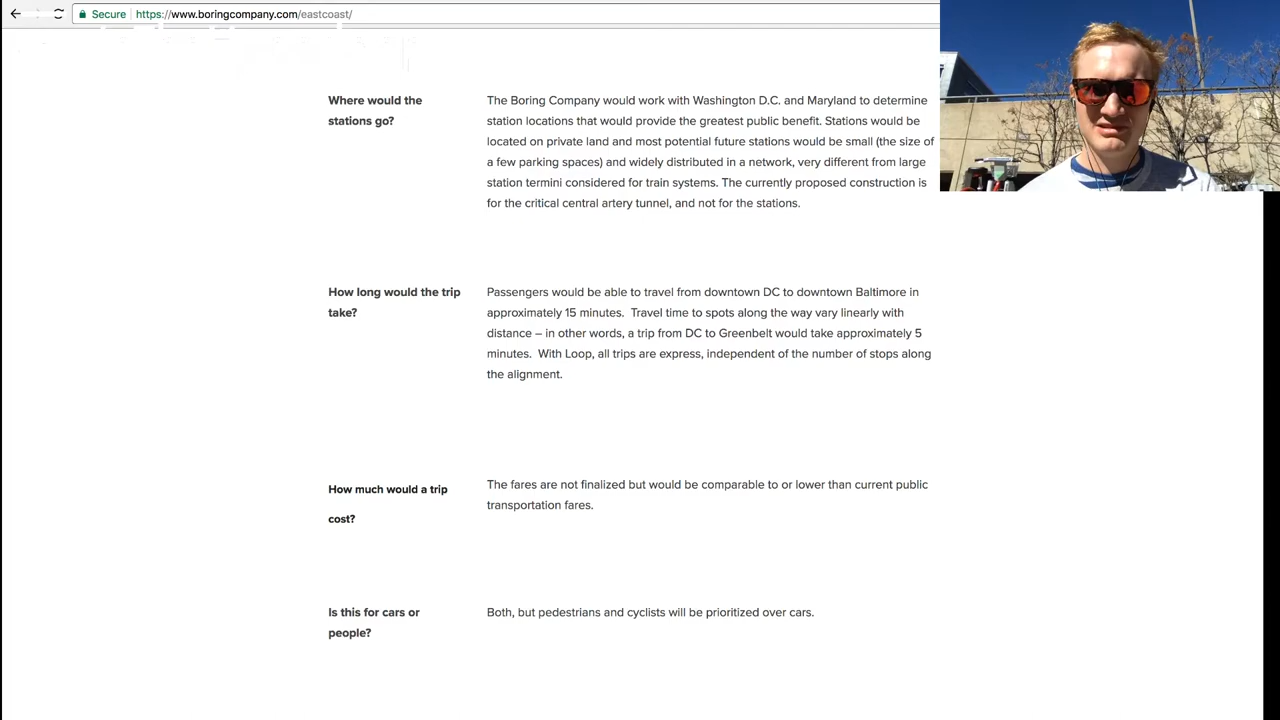 Secure https://www.boringcompany.com/eastcoast/
Where would the
stations go?
The Boring Company would work with Washington D.C. and Maryland to determine
station locations that would provide the greatest public benefit. Stations would be
located on private land and most potential future stations would be small (the size of
a few parking spaces) and widely distributed in a network, very different from large
station termini considered for train systems. The currently proposed construction is
for the critical central artery tunnel, and not for the stations.
How long would the trip
take?
Passengers would be able to travel from downtown DC to downtown Baltimore in
approximately 15 minutes.  Travel time to spots along the way vary linearly with
distance – in other words, a trip from DC to Greenbelt would take approximately 5
minutes.  With Loop, all trips are express, independent of the number of stops along
the alignment.
How much would a trip
cost?
The fares are not finalized but would be comparable to or lower than current public
transportation fares.
Is this for cars or
people?
Both, but pedestrians and cyclists will be prioritized over cars.